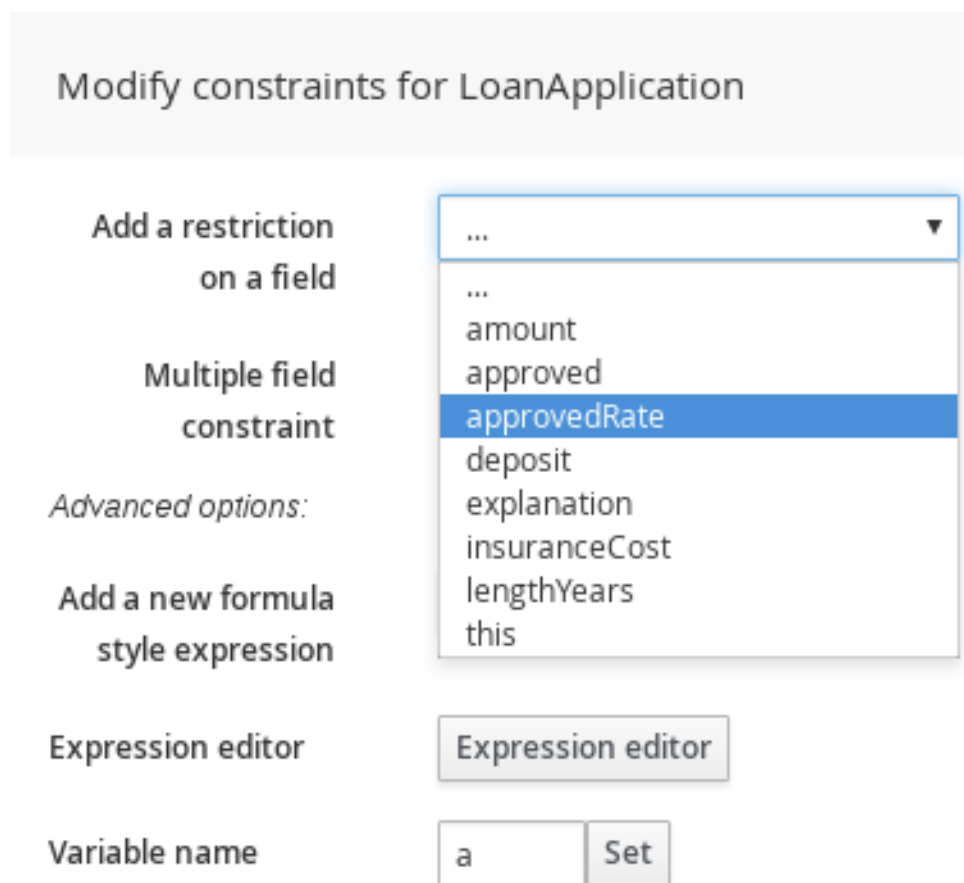 Modify constraints for LoanApplication
Add a restriction
on a field
...
...
amount
approved
approvedRate
deposit
explanation
insuranceCost
lengthYears
this
Multiple field
constraint
Advanced options:
Add a new formula
style expression
Expression editor
Expression editor
Variable name
a
Set